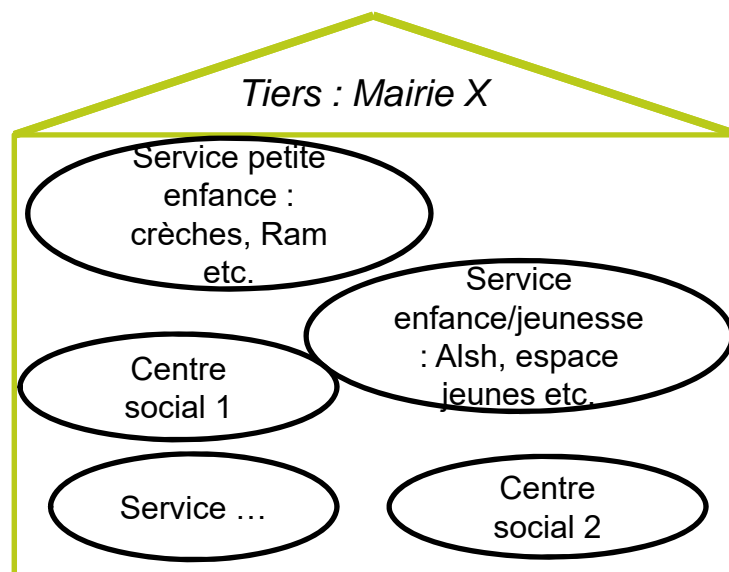 Tiers : Mairie X
Service petite
enfance :
crèches, Ram
etc.
Service
enfance/jeunesse
: Alsh, espace
jeunes etc.
Centre
social 1
Service …
Centre
social 2